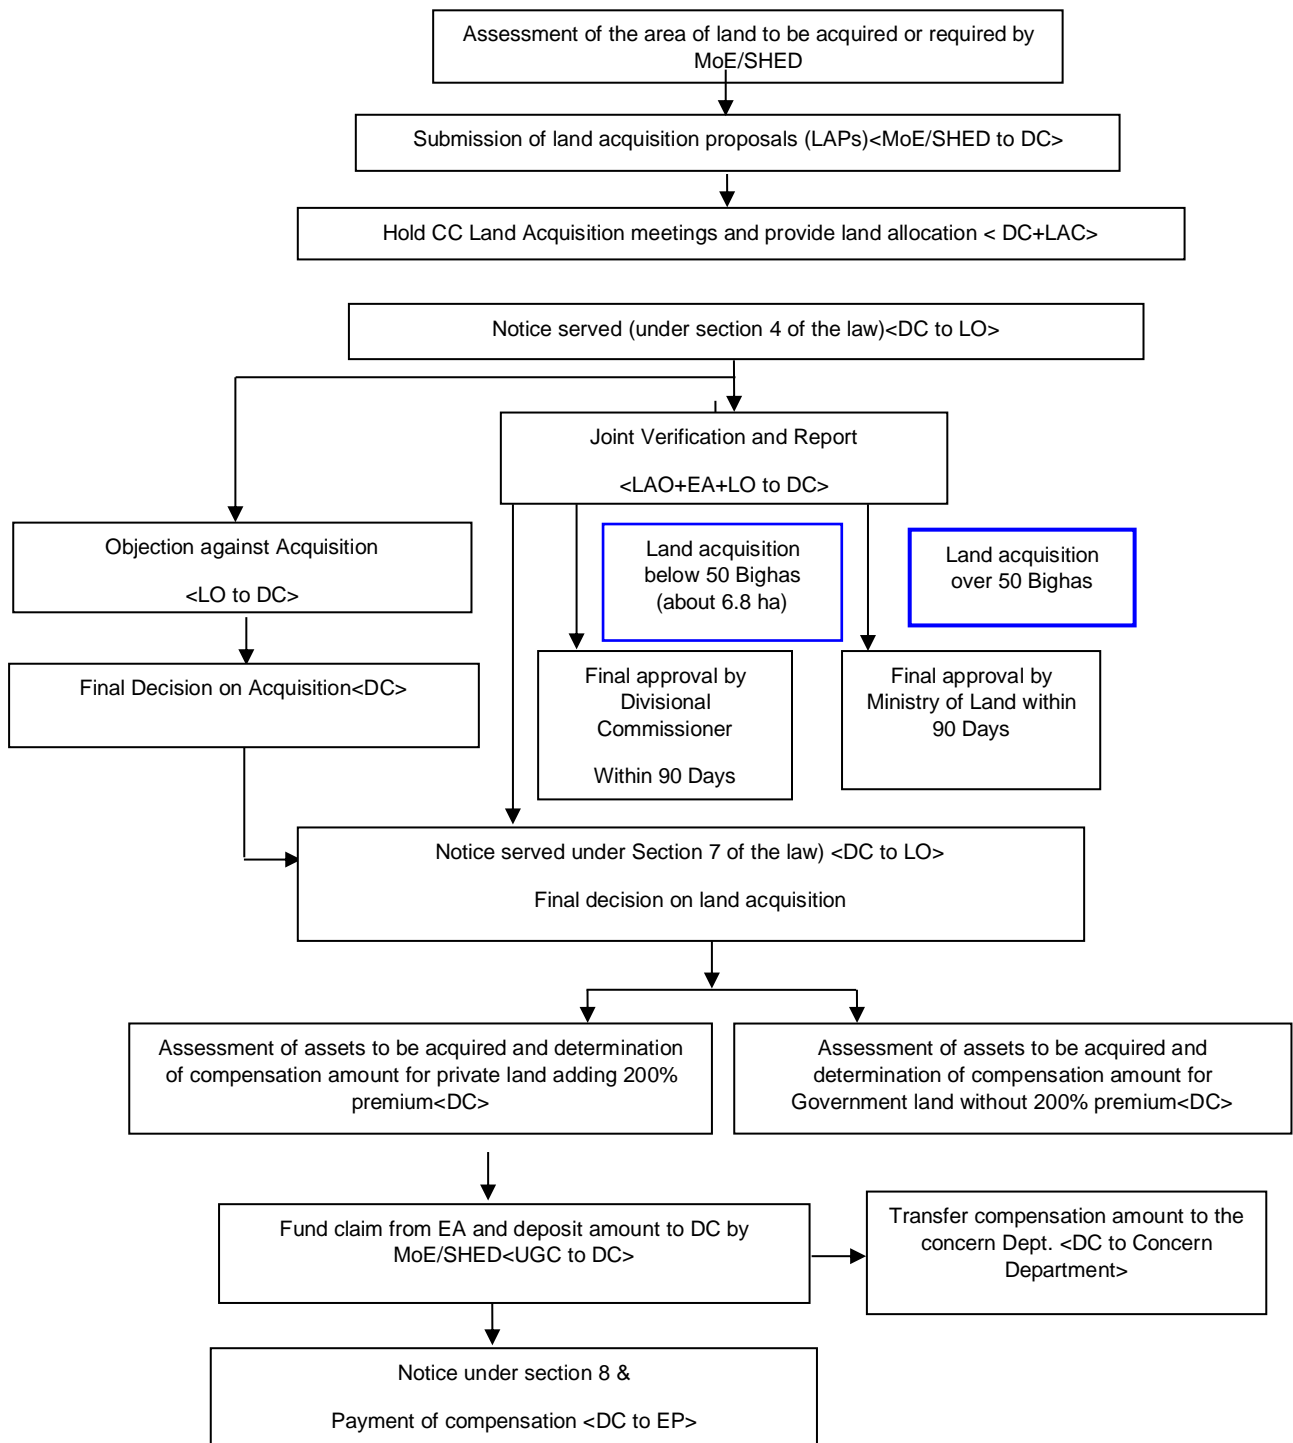 Assessment of the area of land to be acquired or required by
MoE/SHED
Submission of land acquisition proposals (LAPs)<MoE/SHED to DC>
Hold CC Land Acquisition meetings and provide land allocation < DC+LAC>
Notice served (under section 4 of the law)<DC to LO>
Joint Verification and Report
<LAO+EA+LO to DC>
Objection against Acquisition
<LO to DC>
Land acquisition
below 50 Bighas
(about 6.8 ha)
Land acquisition
over 50 Bighas
Final Decision on Acquisition<DC>
Final approval by
Divisional
Commissioner
Within 90 Days
Final approval by
Ministry of Land within
90 Days
Notice served under Section 7 of the law) <DC to LO>
Final decision on land acquisition
Assessment of assets to be acquired and determination
of compensation amount for private land adding 200%
premium<DC>
Assessment of assets to be acquired and
determination of compensation amount for
Government land without 200% premium<DC>
Fund claim from EA and deposit amount to DC by
MoE/SHED<UGC to DC>
Transfer compensation amount to the
concern Dept. <DC to Concern
Department>
Notice under section 8 &
Payment of compensation <DC to EP>